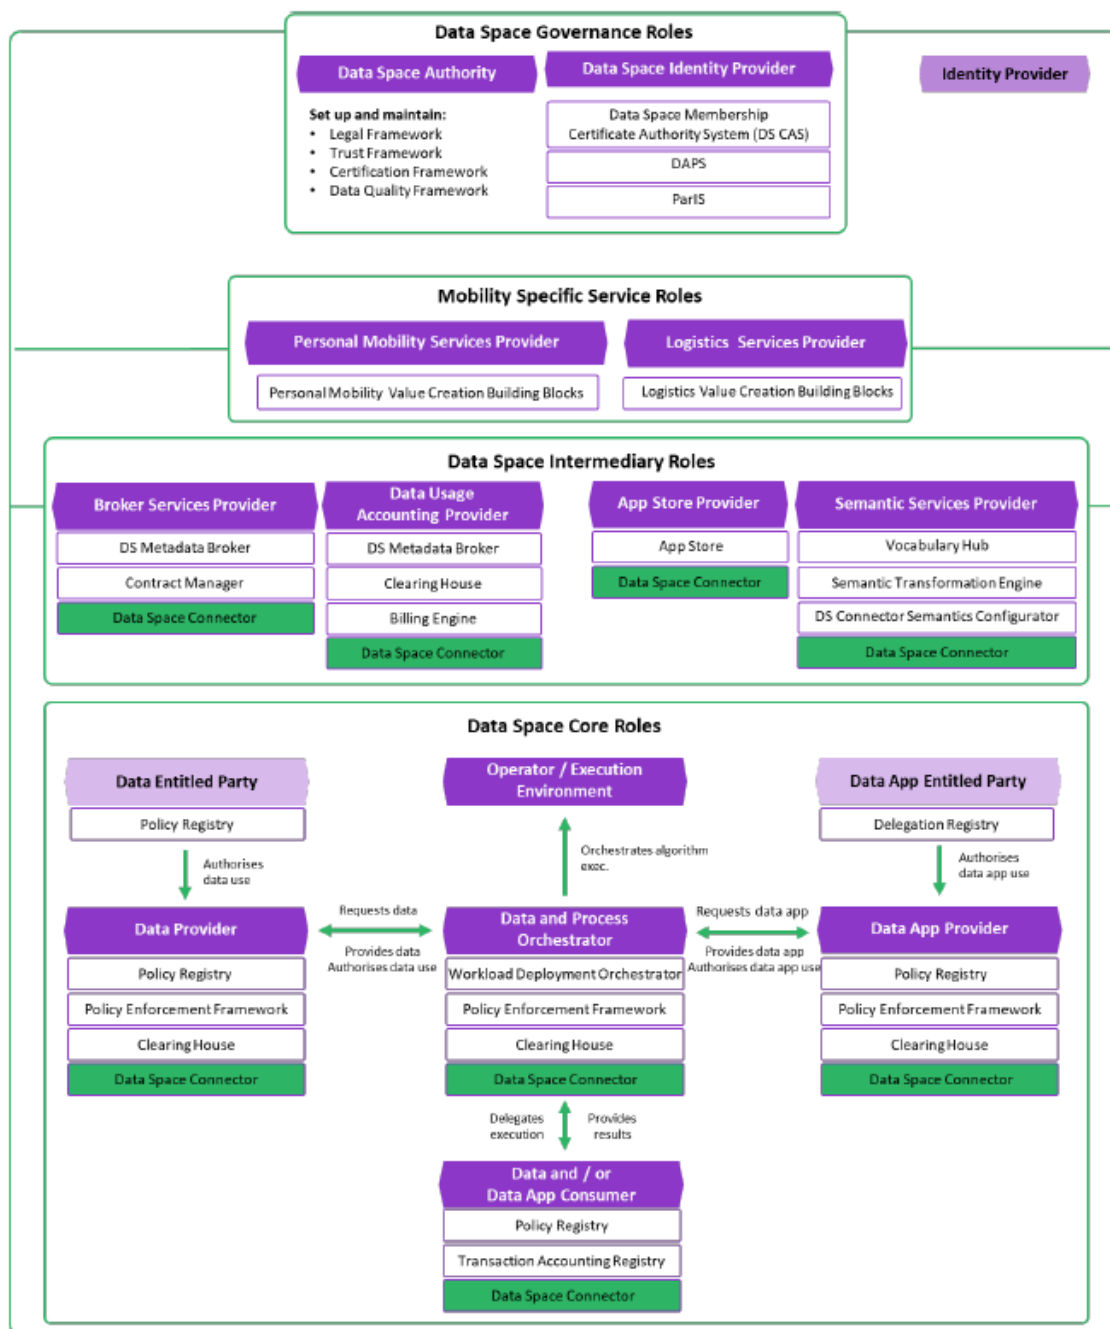 Data Space Governance Roles
Data Space Authority
Data Space Identity Provider
Identity Provider
Set up and maintain:
• Legal Framework
• Trust Framework
• Certification Framework
• Data Quality Framework
Data Space Membership
Certificate Authority System (DS CAS)
DAPS
ParIS
Mobility Specific Service Roles
Personal Mobility Services Provider
Logistics Services Provider
Personal Mobility Value Creation Building Blocks
Logistics Value Creation Building Blocks
Data Space Intermediary Roles
Broker Services Provider
DS Metadata Broker
Contract Manager
Data Space Connector
Data Usage
Accounting Provider
DS Metadata Broker
Clearing House
Billing Engine
Data Space Connector
App Store Provider
App Store
Data Space Connector
Semantic Services Provider
Vocabulary Hub
Semantic Transformation Engine
DS Connector Semantics Configurator
Data Space Connector
Data Space Core Roles
Data Entitled Party
Policy Registry
Authorises
data use
Operator / Execution
Environment
Orchestrates algorithm
exec.
Data App Entitled Party
Delegation Registry
Authorises
data app use
Data Provider
Policy Registry
Policy Enforcement Framework
Clearing House
Data Space Connector
Requests data
Provides data
Authorises data use
Data and Process
Orchestrator
Workload Deployment Orchestrator
Policy Enforcement Framework
Clearing House
Data Space Connector
Requests data app
Provides data app
Authorises data app use
Data App Provider
Policy Registry
Policy Enforcement Framework
Clearing House
Data Space Connector
Delegates
execution
Provides
results
Data and / or
Data App Consumer
Policy Registry
Transaction Accounting Registry
Data Space Connector